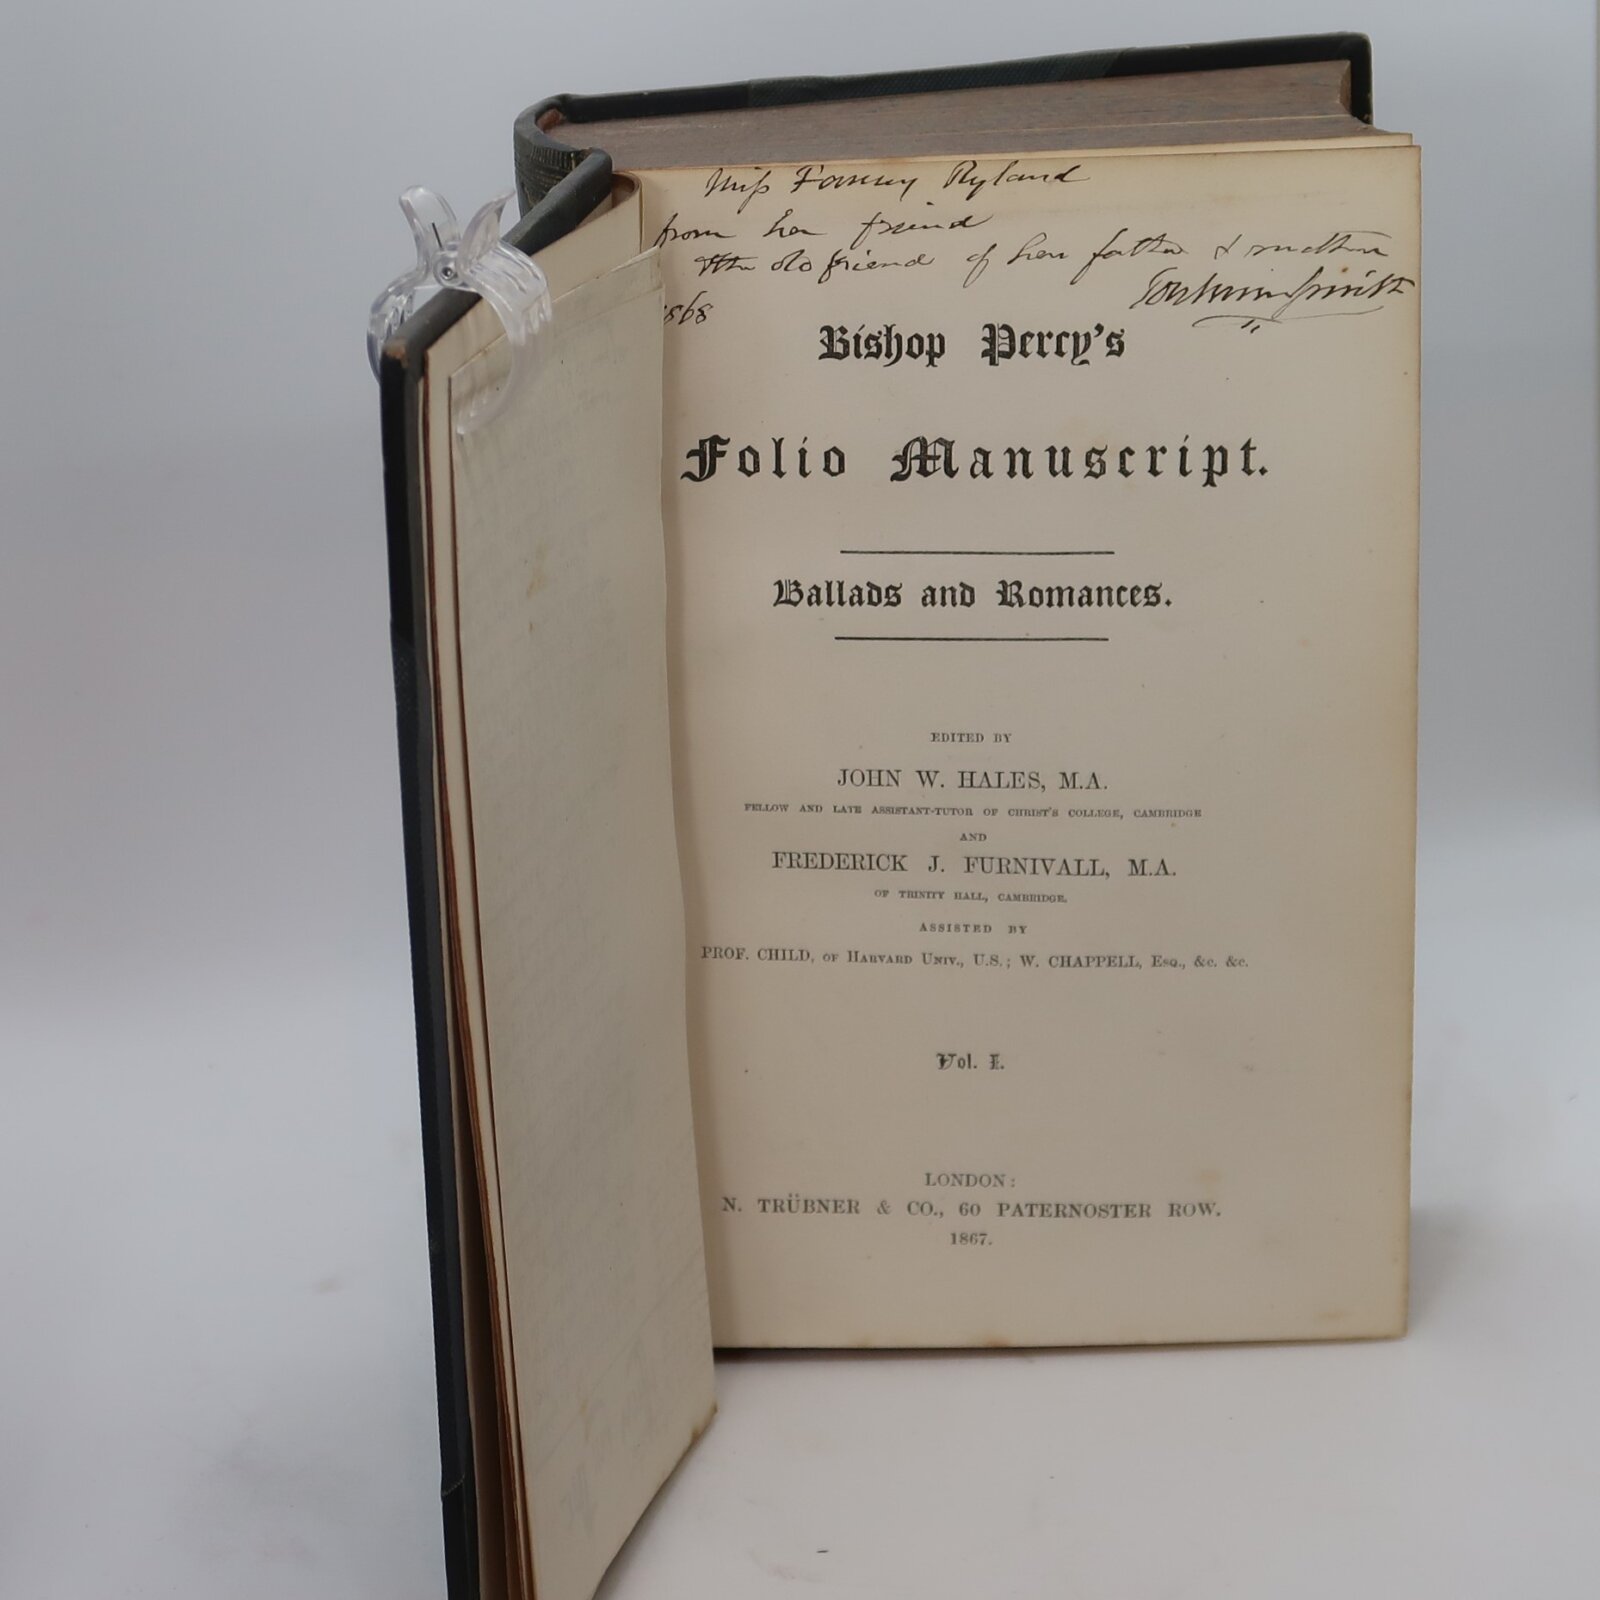 Miss Fanny Ryland
from her friend
& the old friend of her father & mother
Toulmin Smith
1868
Bishop Percy's
Folio Manuscript.
Ballads and Romances.
EDITED BY
JOHN W. HALES, M.A.
FELLOW AND LATE ASSISTANT-TUTOR OF CHRIST'S COLLEGE, CAMBRIDGE
AND
FREDERICK J. FURNIVALL, M.A.
OF TRINITY HALL, CAMBRIDGE.
ASSISTED BY
PROF. CHILD, OF HARVARD UNIV., U.S.; W. CHAPPELL, ESQ., &c. &c.
Vol. I.
LONDON:
N. TRÜBNER & CO., 60 PATERNOSTER ROW.
1867.